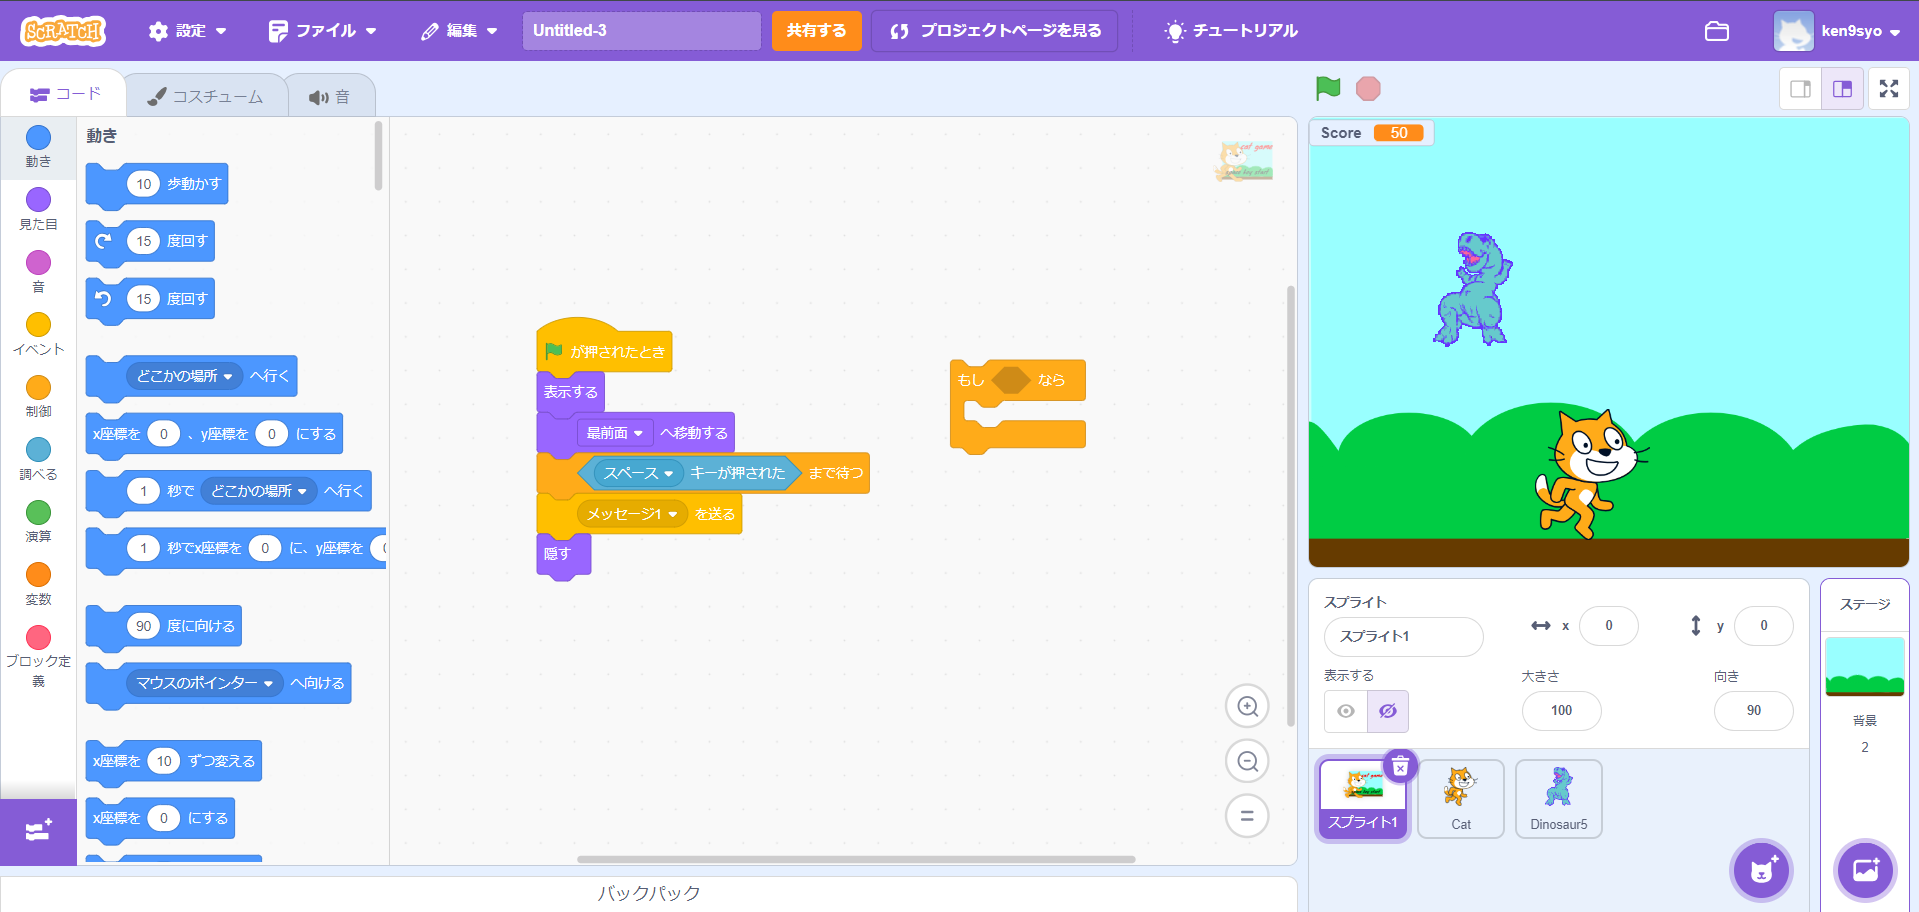 SCRATCH
設定
ファイル
編集
Untitled-3
共有する
プロジェクトページを見る
チュートリアル
ken9syo
コード
コスチューム
音
動き
見た目
音
イベント
制御
調べる
演算
変数
ブロック定
義
動き
10 歩動かす
15 度回す
15 度回す
どこかの場所 へ行く
x座標を 0 、y座標を 0 にする
1 秒で どこかの場所 へ行く
1 秒でx座標を 0 に、y座標を
90 度に向ける
マウスのポインター へ向ける
x座標を 10 ずつ変える
x座標を 0 にする
が押されたとき
表示する
最前面 へ移動する
スペース キーが押された まで待つ
メッセージ1 を送る
隠す
もし なら
cat game
space key start
バックパック
Score 50
スプライト
スプライト1
x 0
y 0
表示する
大きさ
100
向き
90
スプライト1
Cat
Dinosaur5
ステージ
背景
2